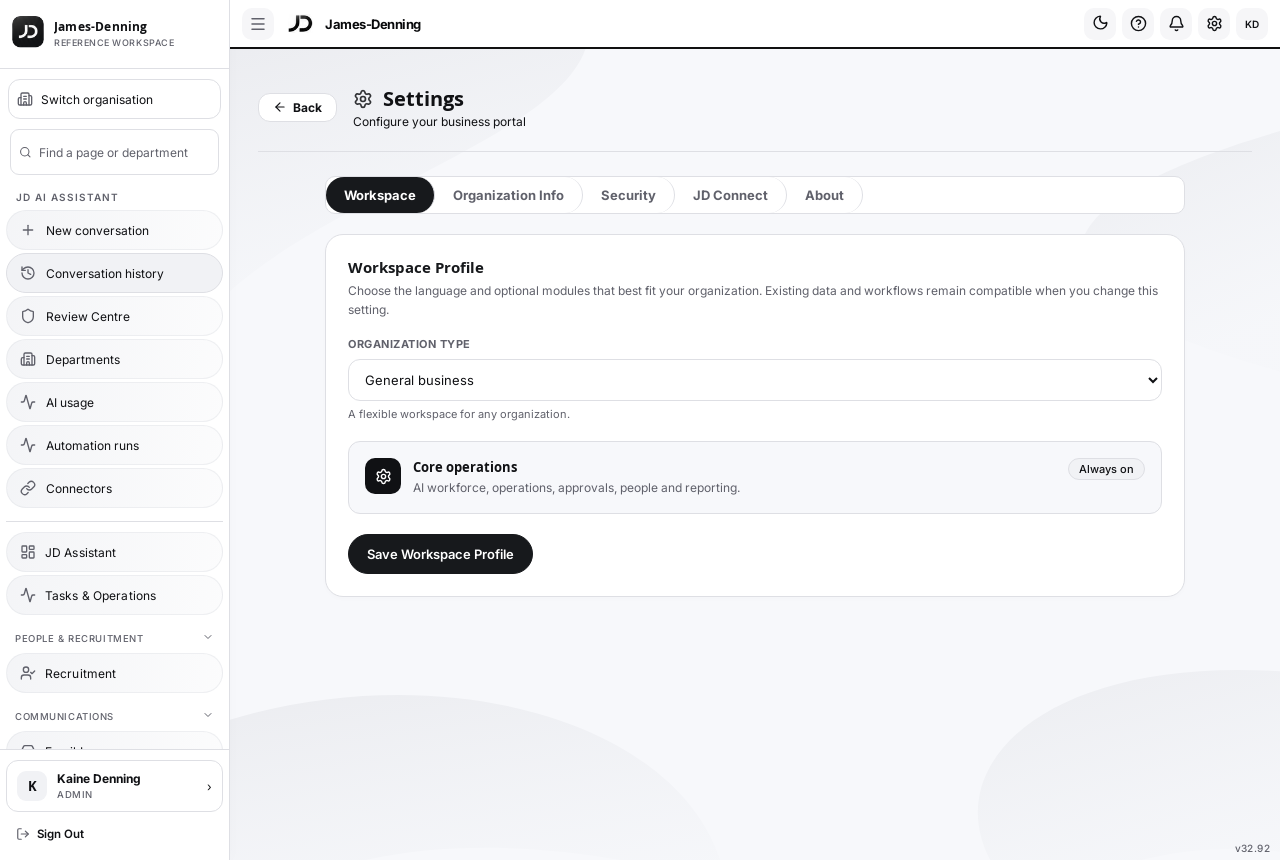 James-Denning
REFERENCE WORKSPACE
Switch organisation
Find a page or department
JD AI ASSISTANT
New conversation
Conversation history
Review Centre
Departments
AI usage
Automation runs
Connectors
JD Assistant
Tasks & Operations
PEOPLE & RECRUITMENT
Recruitment
COMMUNICATIONS
K
Kaine Denning
ADMIN
Sign Out
JD
James-Denning
KD
Back
Settings
Configure your business portal
Workspace
Organization Info
Security
JD Connect
About
Workspace Profile
Choose the language and optional modules that best fit your organization. Existing data and workflows remain compatible when you change this
setting.
ORGANIZATION TYPE
General business
A flexible workspace for any organization.
Core operations
AI workforce, operations, approvals, people and reporting.
Always on
Save Workspace Profile
v32.92